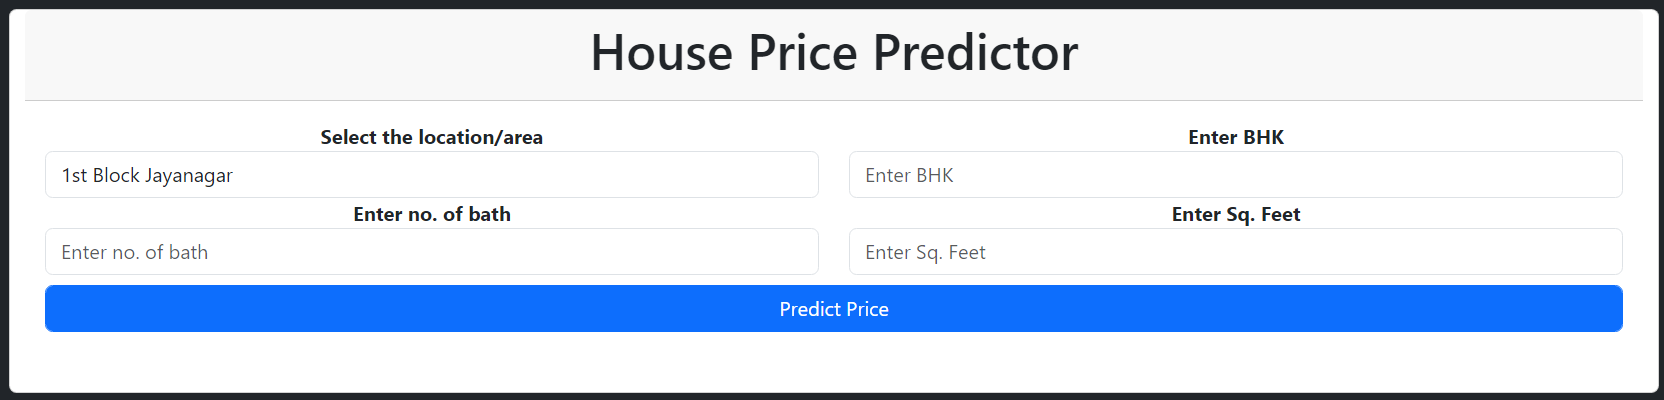 House Price Predictor
Select the location/area
1st Block Jayanagar
Enter BHK
Enter BHK
Enter no. of bath
Enter no. of bath
Enter Sq. Feet
Enter Sq. Feet
Predict Price